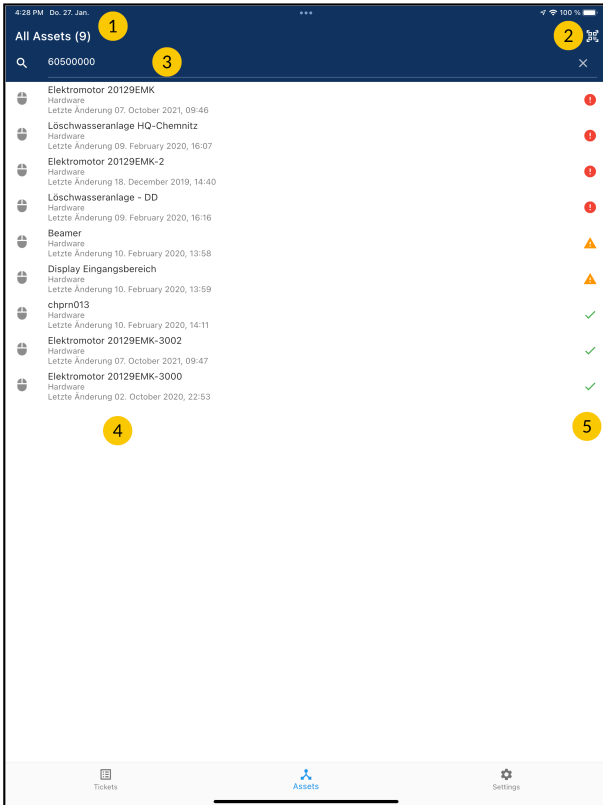 4:28 PM Do. 27. Jan.
100 %
1
All Assets (9)
2
60500000
3
Elektromotor 20129EMK
Hardware
Letzte Änderung 07. October 2021, 09:46
Löschwasseranlage HQ-Chemnitz
Hardware
Letzte Änderung 09. February 2020, 16:07
Elektromotor 20129EMK-2
Hardware
Letzte Änderung 18. December 2019, 14:40
Löschwasseranlage - DD
Hardware
Letzte Änderung 09. February 2020, 16:16
Beamer
Hardware
Letzte Änderung 10. February 2020, 13:58
Display Eingangsbereich
Hardware
Letzte Änderung 10. February 2020, 13:59
chprn013
Hardware
Letzte Änderung 10. February 2020, 14:11
Elektromotor 20129EMK-3002
Hardware
Letzte Änderung 07. October 2021, 09:47
Elektromotor 20129EMK-3000
Hardware
Letzte Änderung 02. October 2020, 22:53
4
5
Tickets
Assets
Settings